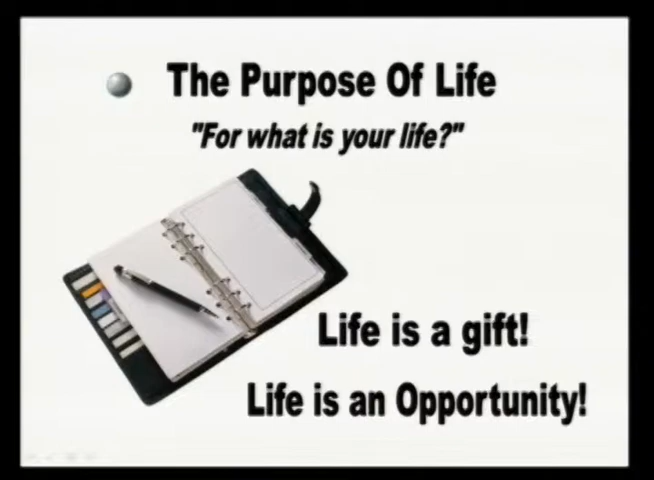 The Purpose Of Life
"For what is your life?"
Life is a gift!
Life is an Opportunity!